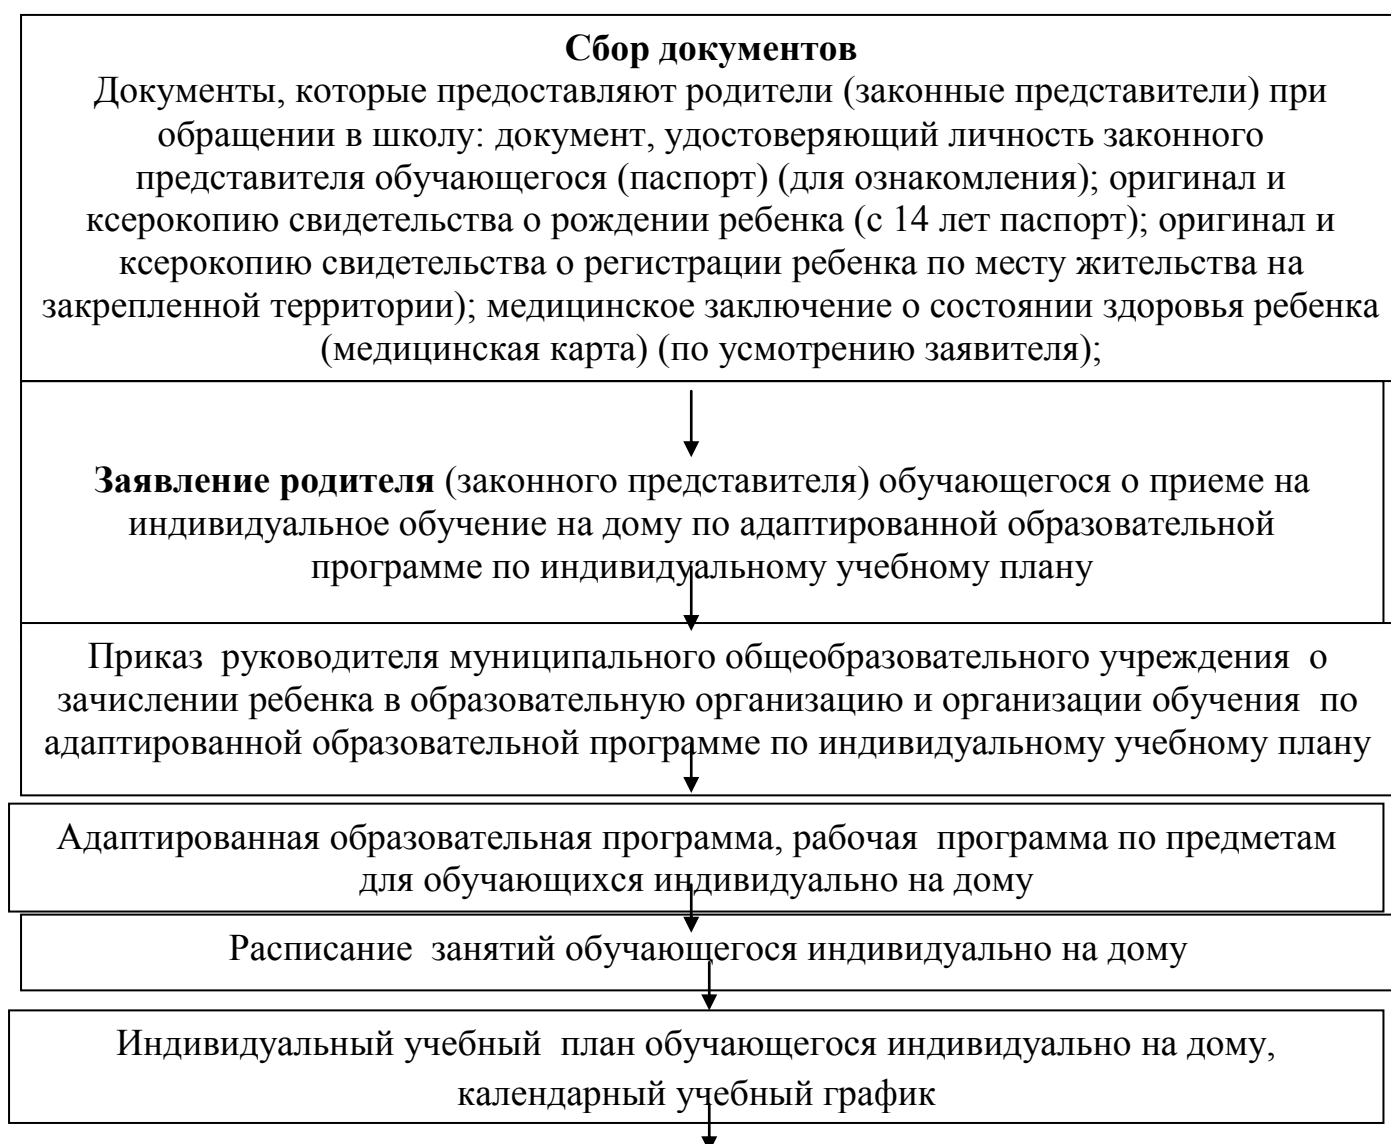 Сбор документов
Документы, которые предоставляют родители (законные представители) при
обращении в школу: документ, удостоверяющий личность законного
представителя обучающегося (паспорт) (для ознакомления); оригинал и
ксерокопию свидетельства о рождении ребенка (с 14 лет паспорт); оригинал и
ксерокопию свидетельства о регистрации ребенка по месту жительства на
закрепленной территории); медицинское заключение о состоянии здоровья ребенка
(медицинская карта) (по усмотрению заявителя);
Заявление родителя (законного представителя) обучающегося о приеме на
индивидуальное обучение на дому по адаптированной образовательной
программе по индивидуальному учебному плану
Приказ руководителя муниципального общеобразовательного учреждения о
зачислении ребенка в образовательную организацию и организации обучения по
адаптированной образовательной программе по индивидуальному учебному плану
Адаптированная образовательная программа, рабочая программа по предметам
для обучающихся индивидуально на дому
Расписание занятий обучающегося индивидуально на дому
Индивидуальный учебный план обучающегося индивидуально на дому,
календарный учебный график